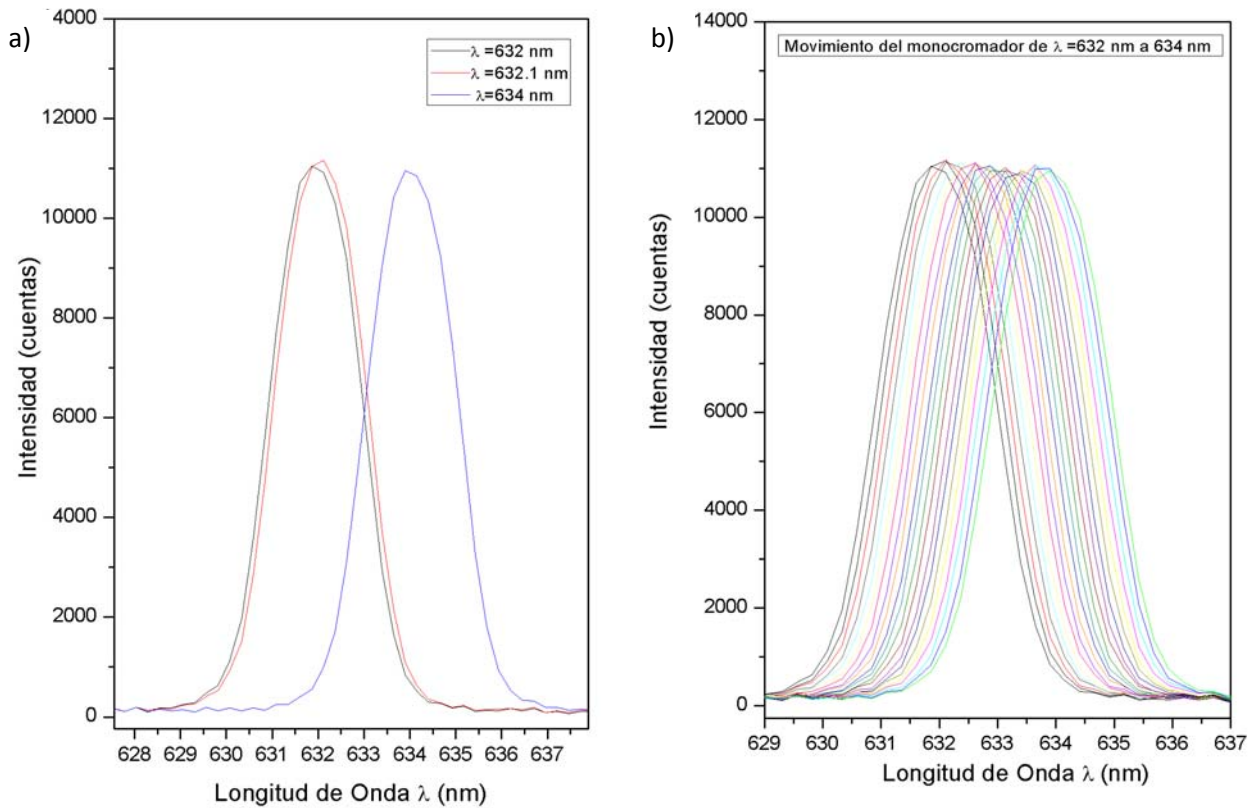 a)
4000
12000
10000
8000
6000
4000
2000
0
Intensidad (cuentas)
λ =632 nm
λ =632.1 nm
λ=634 nm
628 629 630 631 632 633 634 635 636 637
Longitud de Onda λ (nm)
b)
14000
12000
10000
8000
6000
4000
2000
0
Intensidad (cuentas)
Movimiento del monocromador de λ =632 nm a 634 nm
629 630 631 632 633 634 635 636 637
Longitud de Onda λ (nm)